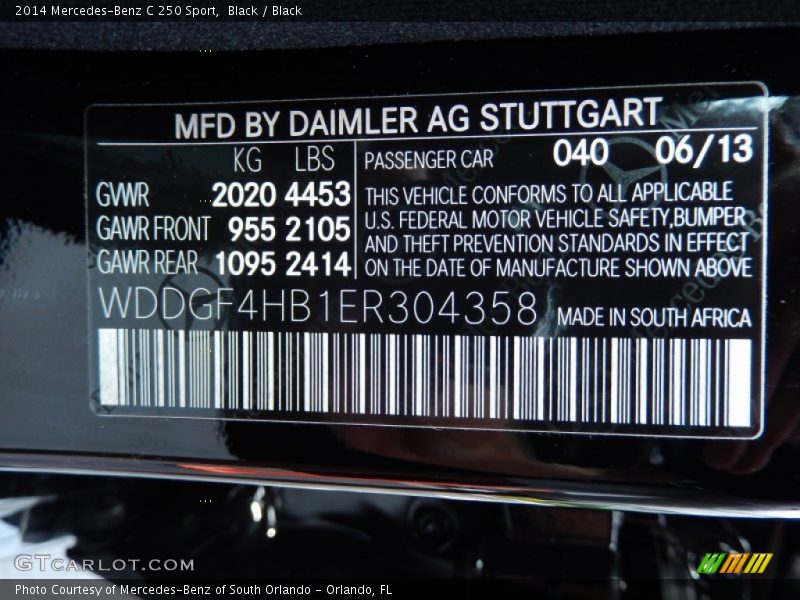 2014 Mercedes-Benz C 250 Sport,  Black / Black
MFD BY DAIMLER AG STUTTGART
KG LBS
GVWR 2020 4453
GAWR FRONT 955 2105
GAWR REAR 1095 2414
PASSENGER CAR 040 06/13
THIS VEHICLE CONFORMS TO ALL APPLICABLE
U.S. FEDERAL MOTOR VEHICLE SAFETY,BUMPER
AND THEFT PREVENTION STANDARDS IN EFFECT
ON THE DATE OF MANUFACTURE SHOWN ABOVE
WDDGF4HB1ER304358 MADE IN SOUTH AFRICA
GTCARLOT.COM
Photo Courtesy of Mercedes-Benz of South Orlando - Orlando, FL